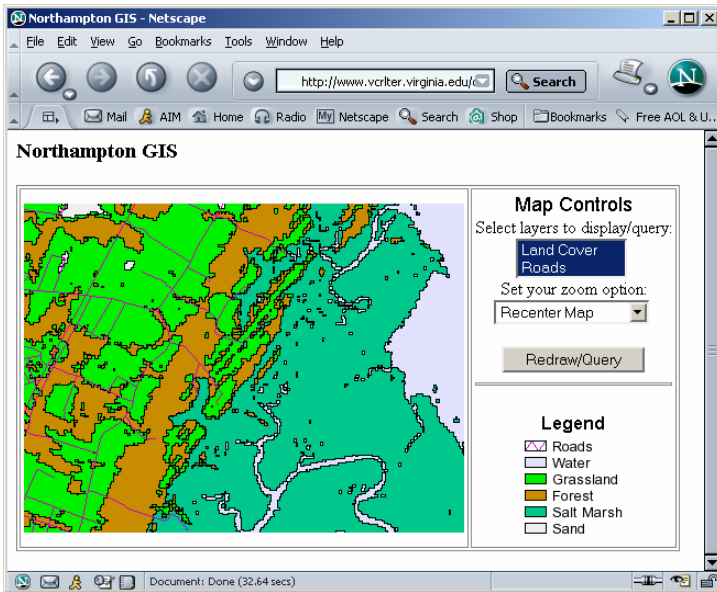 Northampton GIS - Netscape
File Edit View Go Bookmarks Tools Window Help
N
http://www.vcrlter.virginia.edu/ Search
Mail AIM Home Radio My Netscape Search Shop Bookmarks Free AOL & U...
Northampton GIS
Map Controls
Select layers to display/query:
Land Cover
Roads
Set your zoom option:
Recenter Map
Redraw/Query
Legend
Roads
Water
Grassland
Forest
Salt Marsh
Sand
Document: Done (32.64 secs)